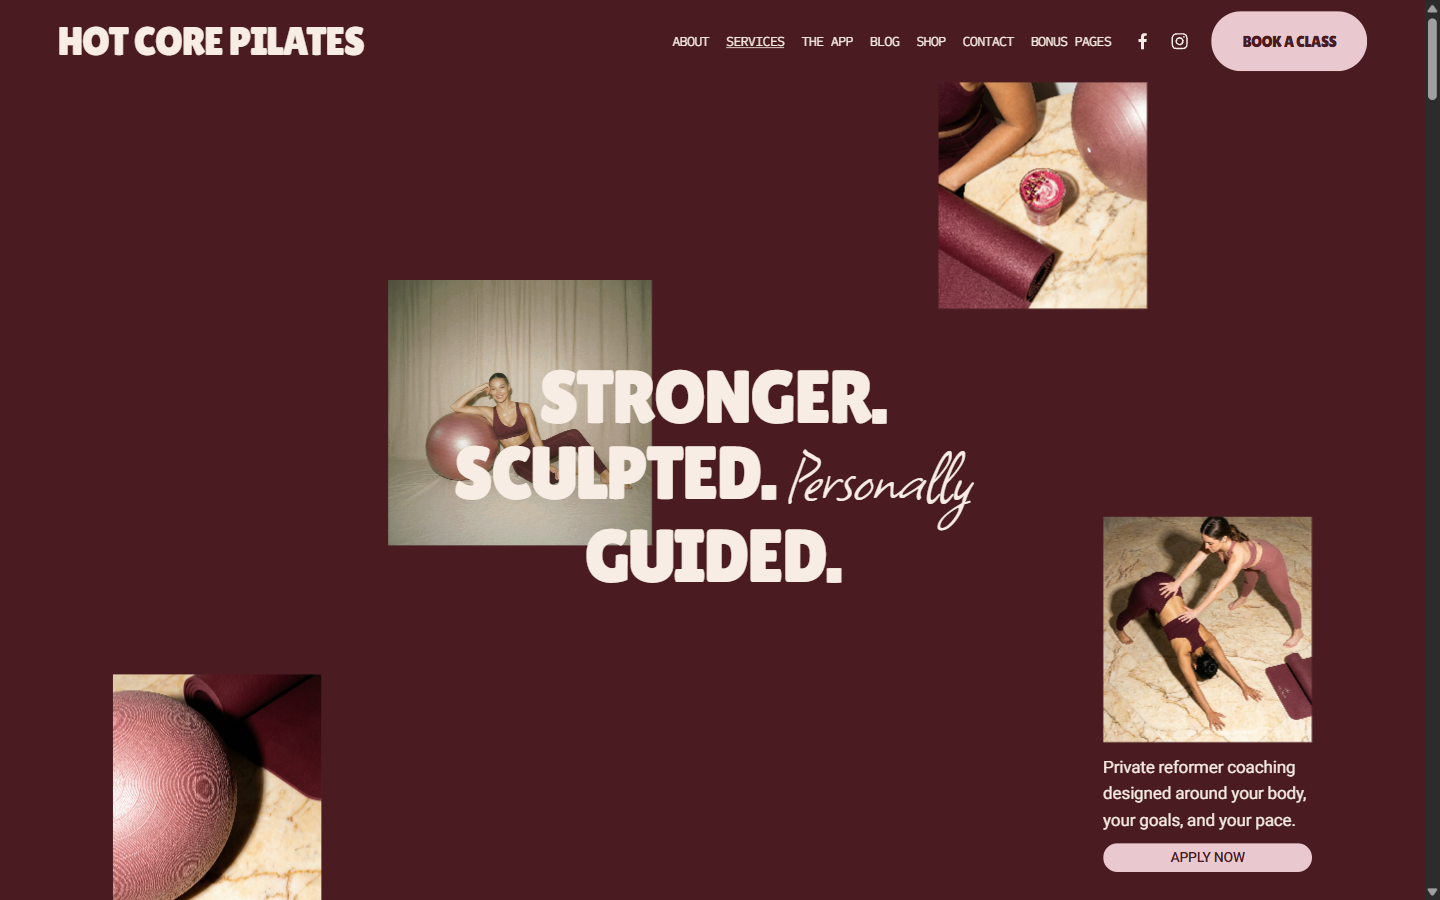 HOT CORE PILATES
ABOUT SERVICES THE APP BLOG SHOP CONTACT BONUS PAGES
BOOK A CLASS
STRONGER.
SCULPTED. Personally
GUIDED.
Private reformer coaching
designed around your body,
your goals, and your pace.
APPLY NOW